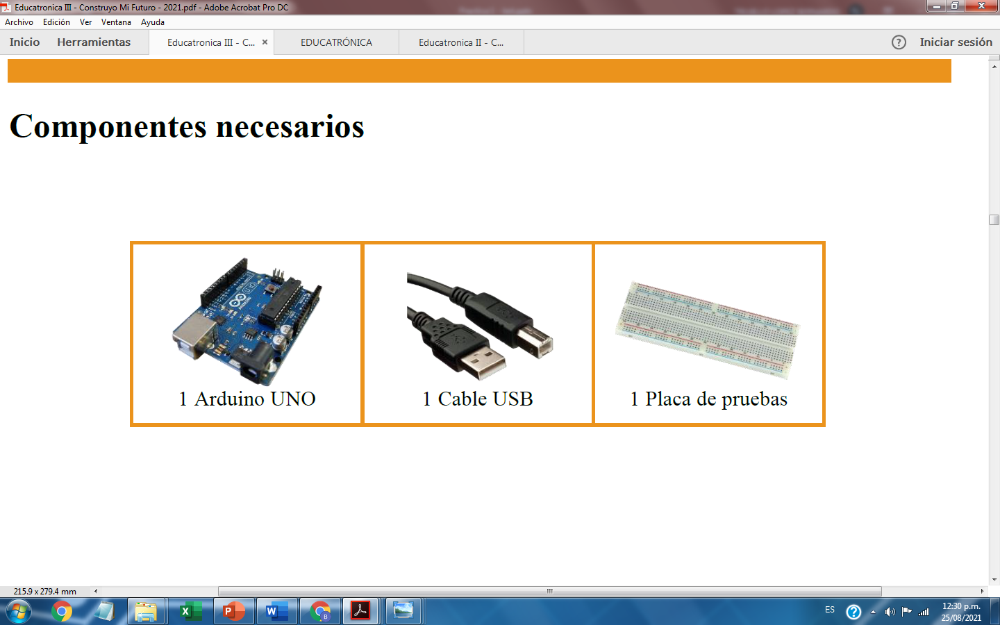 Educatronica III - Construyo Mi Futuro - 2021.pdf - Adobe Acrobat Pro DC
Archivo Edición Ver Ventana Ayuda
Inicio Herramientas Educatronica III - C... × EDUCATRÓNICA Educatronica II - C... ? Iniciar sesión
Componentes necesarios
1 Arduino UNO 1 Cable USB 1 Placa de pruebas
215.9 x 279.4 mm
ES ? 12:30 p.m.
25/08/2021